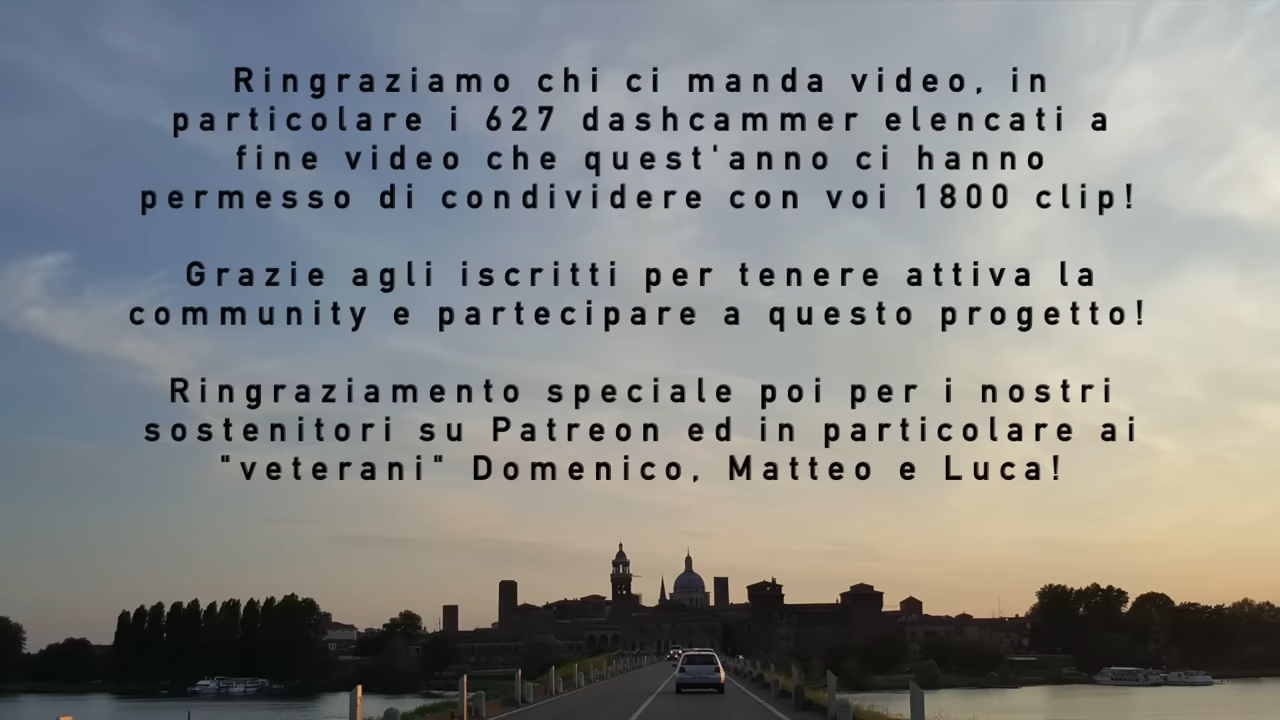 Ringraziamo chi ci manda video, in
particolare i 627 dashcammer elencati a
fine video che quest'anno ci hanno
permesso di condividere con voi 1800 clip!
Grazie agli iscritti per tenere attiva la
community e partecipare a questo progetto!
Ringraziamento speciale poi per i nostri
sostenitori su Patreon ed in particolare ai
"veterani" Domenico, Matteo e Luca!